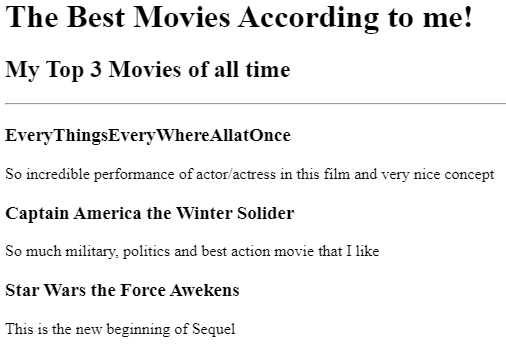 The Best Movies According to me!
My Top 3 Movies of all time
EveryThingsEveryWhereAllatOnce
So incredible performance of actor/actress in this film and very nice concept
Captain America the Winter Solider
So much military, politics and best action movie that I like
Star Wars the Force Awekens
This is the new beginning of Sequel